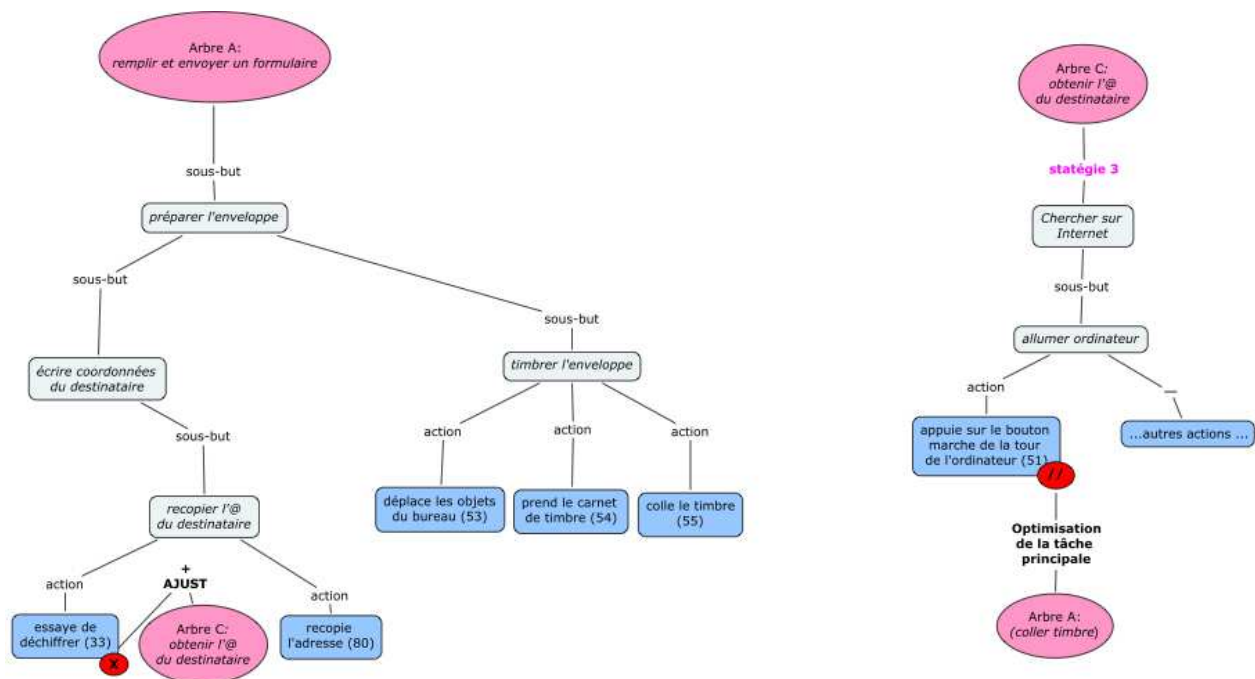 Arbre A:
remplir et envoyer un formulaire
sous-but
préparer l'enveloppe
sous-but
écrire coordonnées
du destinataire
sous-but
recopier l'@
du destinataire
action
essaye de
déchiffrer (33)
X
+
AJUST
Arbre C:
obtenir l'@
du destinataire
action
recopie
l'adresse (80)
sous-but
timbrer l'enveloppe
action
déplace les objets
du bureau (53)
action
prend le carnet
de timbre (54)
action
colle le timbre
(55)
Arbre C:
obtenir l'@
du destinataire
statégie 3
Chercher sur
Internet
sous-but
allumer ordinateur
action
appuie sur le bouton
marche de la tour
de l'ordinateur (51)
//
...autres actions ...
Optimisation
de la tâche
principale
Arbre A:
(coller timbre)